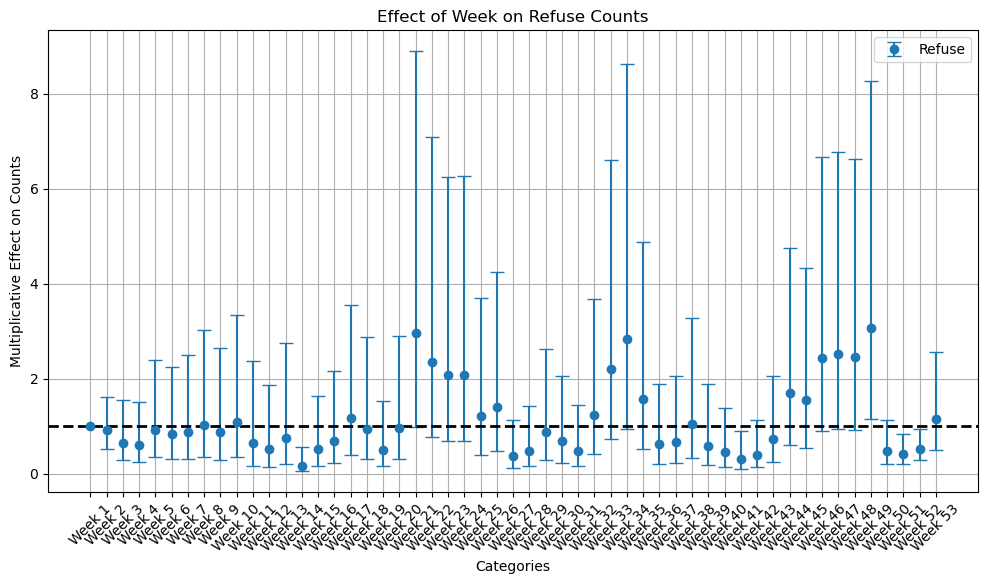 Effect of Week on Refuse Counts
Refuse
Multiplicative Effect on Counts
8
6
4
2
0
Week 1
Week 2
Week 3
Week 4
Week 5
Week 6
Week 7
Week 8
Week 9
Week 10
Week 11
Week 12
Week 13
Week 14
Week 15
Week 16
Week 17
Week 18
Week 19
Week 20
Week 21
Week 22
Week 23
Week 24
Week 25
Week 26
Week 27
Week 28
Week 29
Week 30
Week 31
Week 32
Week 33
Week 34
Week 35
Week 36
Week 37
Week 38
Week 39
Week 40
Week 41
Week 42
Week 43
Week 44
Week 45
Week 46
Week 47
Week 48
Week 49
Week 50
Week 51
Week 52
Week 53
Categories